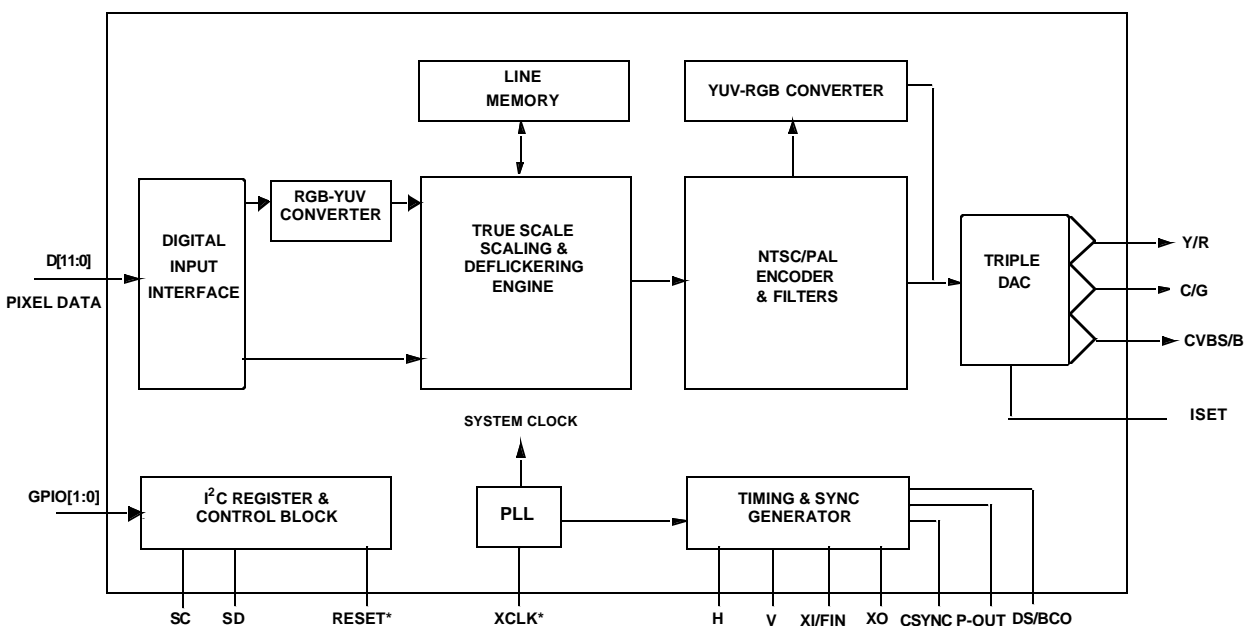 LINE
MEMORY
YUV-RGB CONVERTER
RGB-YUV
CONVERTER
DIGITAL
INPUT
INTERFACE
TRUE SCALE
SCALING &
DEFLICKERING
ENGINE
NTSC/PAL
ENCODER
& FILTERS
TRIPLE
DAC
D[11:0]
PIXEL DATA
Y/R
C/G
CVBS/B
ISET
SYSTEM CLOCK
GPIO[1:0]
I²C REGISTER &
CONTROL BLOCK
PLL
TIMING & SYNC
GENERATOR
SC SD RESET* XCLK* H V XI/FIN XO CSYNC P-OUT DS/BCO